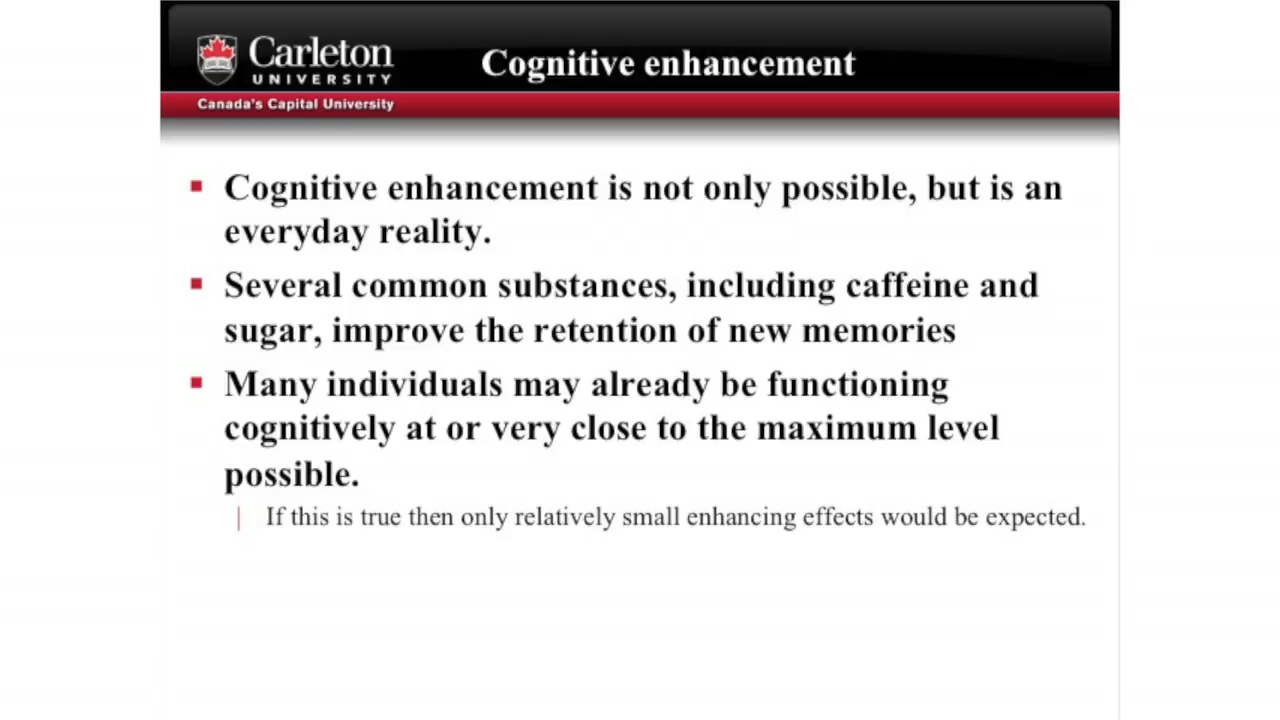 Carleton
UNIVERSITY
Canada's Capital University
Cognitive enhancement
▪ Cognitive enhancement is not only possible, but is an
everyday reality.
▪ Several common substances, including caffeine and
sugar, improve the retention of new memories
▪ Many individuals may already be functioning
cognitively at or very close to the maximum level
possible.
| If this is true then only relatively small enhancing effects would be expected.